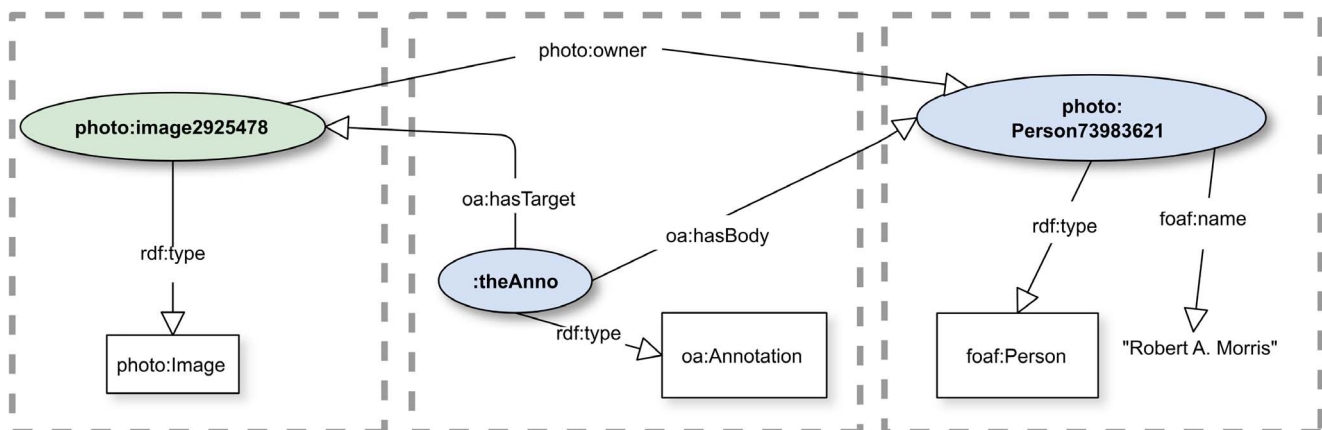 photo:owner
photo:image2925478
photo:
Person73983621
oa:hasTarget
foaf:name
rdf:type
oa:hasBody
rdf:type
:theAnno
rdf:type
photo:Image
oa:Annotation
foaf:Person
"Robert A. Morris"